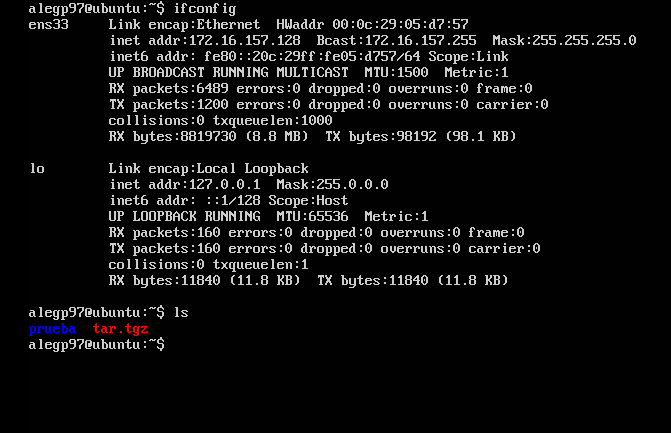 alegp97@ubuntu:~$ ifconfig
ens33     Link encap:Ethernet  HWaddr 00:0c:29:05:d7:57
          inet addr:172.16.157.128  Bcast:172.16.157.255  Mask:255.255.255.0
          inet6 addr: fe80::20c:29ff:fe05:d757/64 Scope:Link
          UP BROADCAST RUNNING MULTICAST  MTU:1500  Metric:1
          RX packets:6489 errors:0 dropped:0 overruns:0 frame:0
          TX packets:1200 errors:0 dropped:0 overruns:0 carrier:0
          collisions:0 txqueuelen:1000
          RX bytes:8819730 (8.8 MB)  TX bytes:98192 (98.1 KB)

lo        Link encap:Local Loopback
          inet addr:127.0.0.1  Mask:255.0.0.0
          inet6 addr: ::1/128 Scope:Host
          UP LOOPBACK RUNNING  MTU:65536  Metric:1
          RX packets:160 errors:0 dropped:0 overruns:0 frame:0
          TX packets:160 errors:0 dropped:0 overruns:0 carrier:0
          collisions:0 txqueuelen:1
          RX bytes:11840 (11.8 KB)  TX bytes:11840 (11.8 KB)

alegp97@ubuntu:~$ ls
prueba  tar.tgz
alegp97@ubuntu:~$